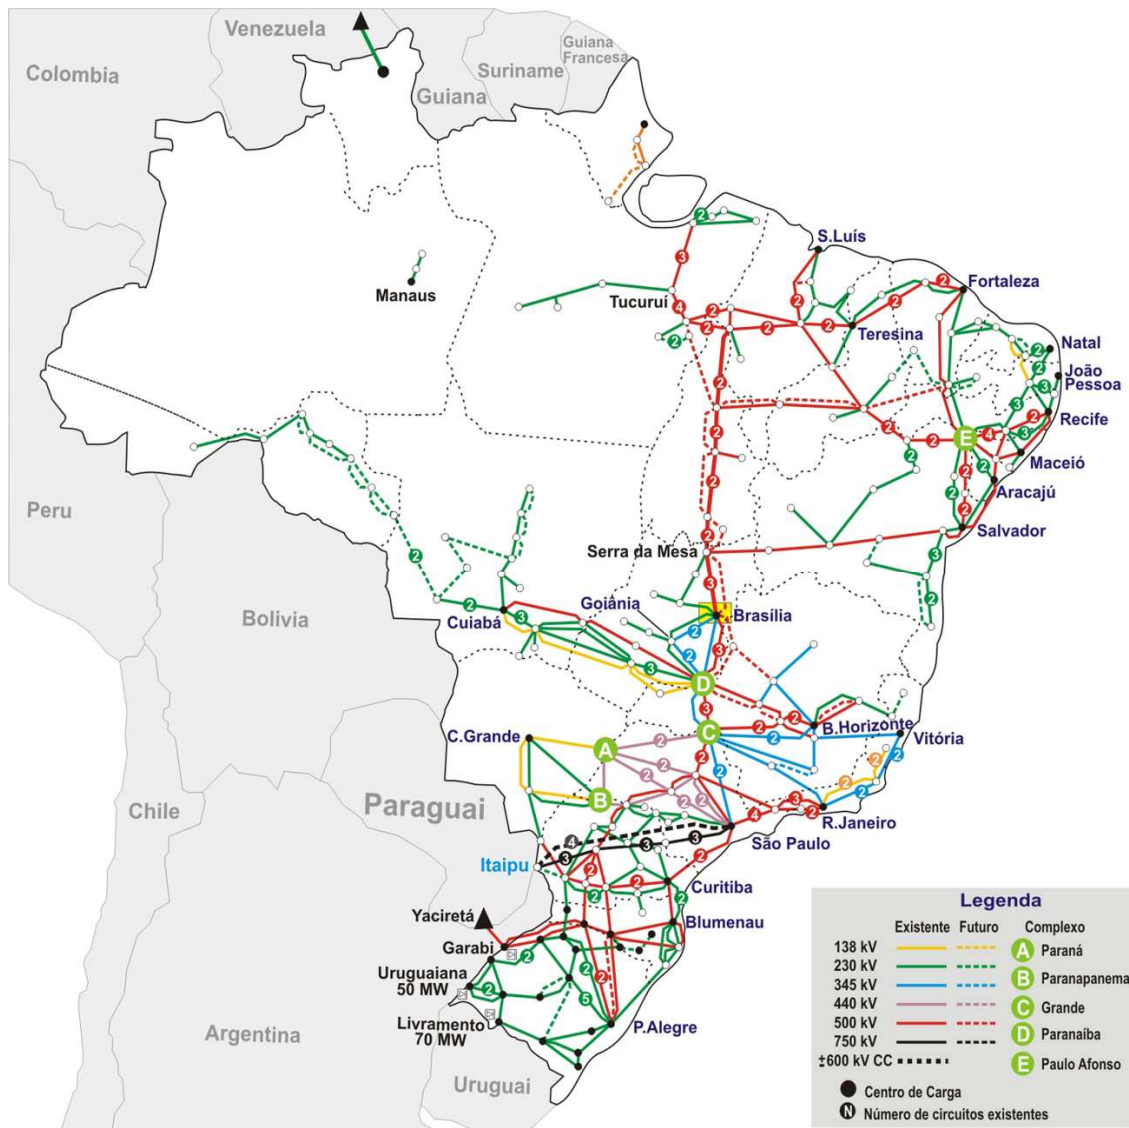 Venezuela
Guiana
Francesa
Suriname
Colombia
Guiana
S.Luís
Fortaleza
Manaus
Tucuruí
Teresina
Natal
João
Pessoa
Recife
Maceió
Aracajú
Salvador
Peru
Serra da Mesa
Bolivia
Cuiabá
Goiânia
Brasília
D
E
C.Grande
A
B
C
B.Horizonte
Vitória
Chile
Paraguai
R.Janeiro
São Paulo
Itaipu
Curitiba
Yaciretá
Blumenau
Garabi
Uruguaiana
50 MW
Livramento
70 MW
P.Alegre
Argentina
Uruguai
Legenda
Existente Futuro Complexo
138 kV A Paraná
230 kV B Paranapanema
345 kV C Grande
440 kV D Paranaíba
500 kV E Paulo Afonso
750 kV
±600 kV CC
Centro de Carga
N Número de circuitos existentes